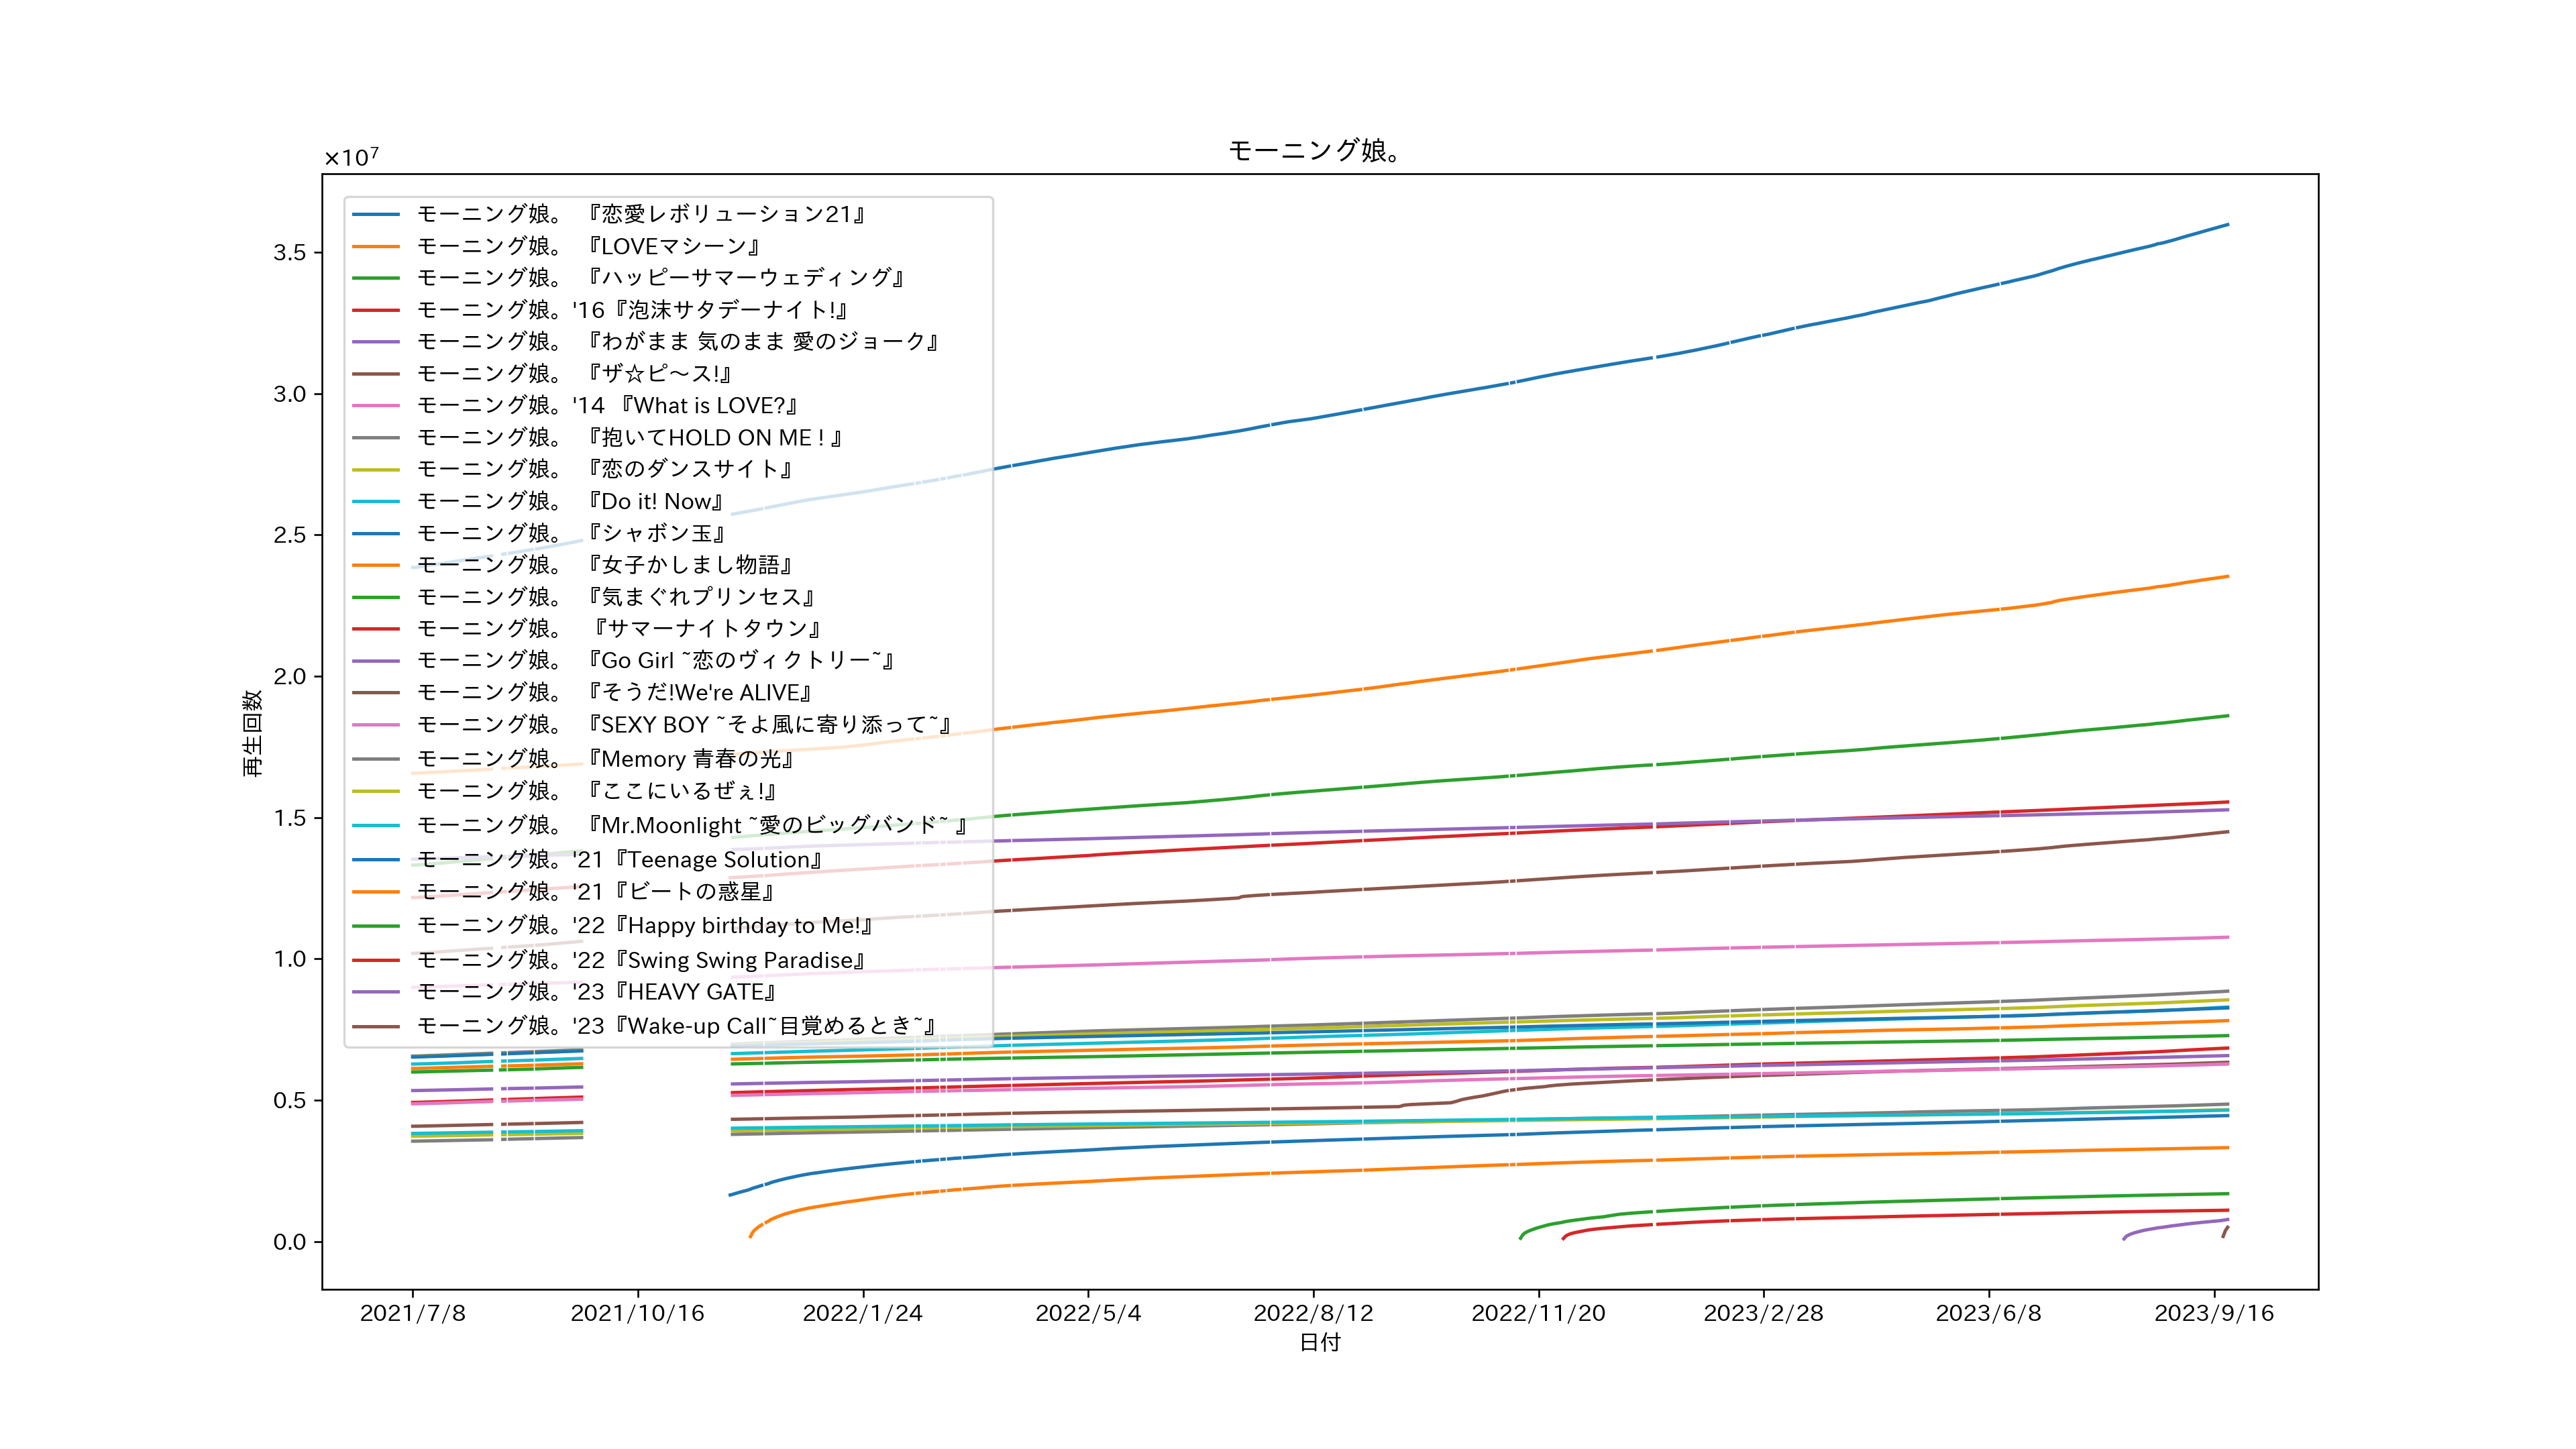 モーニング娘。
×10⁷
モーニング娘。 『恋愛レボリューション21』
モーニング娘。 『LOVEマシーン』
モーニング娘。 『ハッピーサマーウェディング』
モーニング娘。'16『泡沫サタデーナイト!』
モーニング娘。 『わがまま 気のまま 愛のジョーク』
モーニング娘。 『ザ☆ピ〜ス!』
モーニング娘。'14 『What is LOVE?』
モーニング娘。 『抱いてHOLD ON ME ! 』
モーニング娘。 『恋のダンスサイト』
モーニング娘。 『Do it! Now』
モーニング娘。 『シャボン玉』
モーニング娘。 『女子かしまし物語』
モーニング娘。 『気まぐれプリンセス』
モーニング娘。 『サマーナイトタウン』
モーニング娘。 『Go Girl ~恋のヴィクトリー~』
モーニング娘。 『そうだ!We're ALIVE』
モーニング娘。 『SEXY BOY ~そよ風に寄り添って~』
モーニング娘。 『Memory 青春の光』
モーニング娘。 『ここにいるぜぇ!』
モーニング娘。 『Mr.Moonlight ~愛のビッグバンド~ 』
モーニング娘。'21『Teenage Solution』
モーニング娘。'21『ビートの惑星』
モーニング娘。'22『Happy birthday to Me!』
モーニング娘。'22『Swing Swing Paradise』
モーニング娘。'23『HEAVY GATE』
モーニング娘。'23『Wake-up Call~目覚めるとき~』
再生回数
3.5
3.0
2.5
2.0
1.5
1.0
0.5
0.0
2021/7/8
2021/10/16
2022/1/24
2022/5/4
2022/8/12
2022/11/20
2023/2/28
2023/6/8
2023/9/16
日付